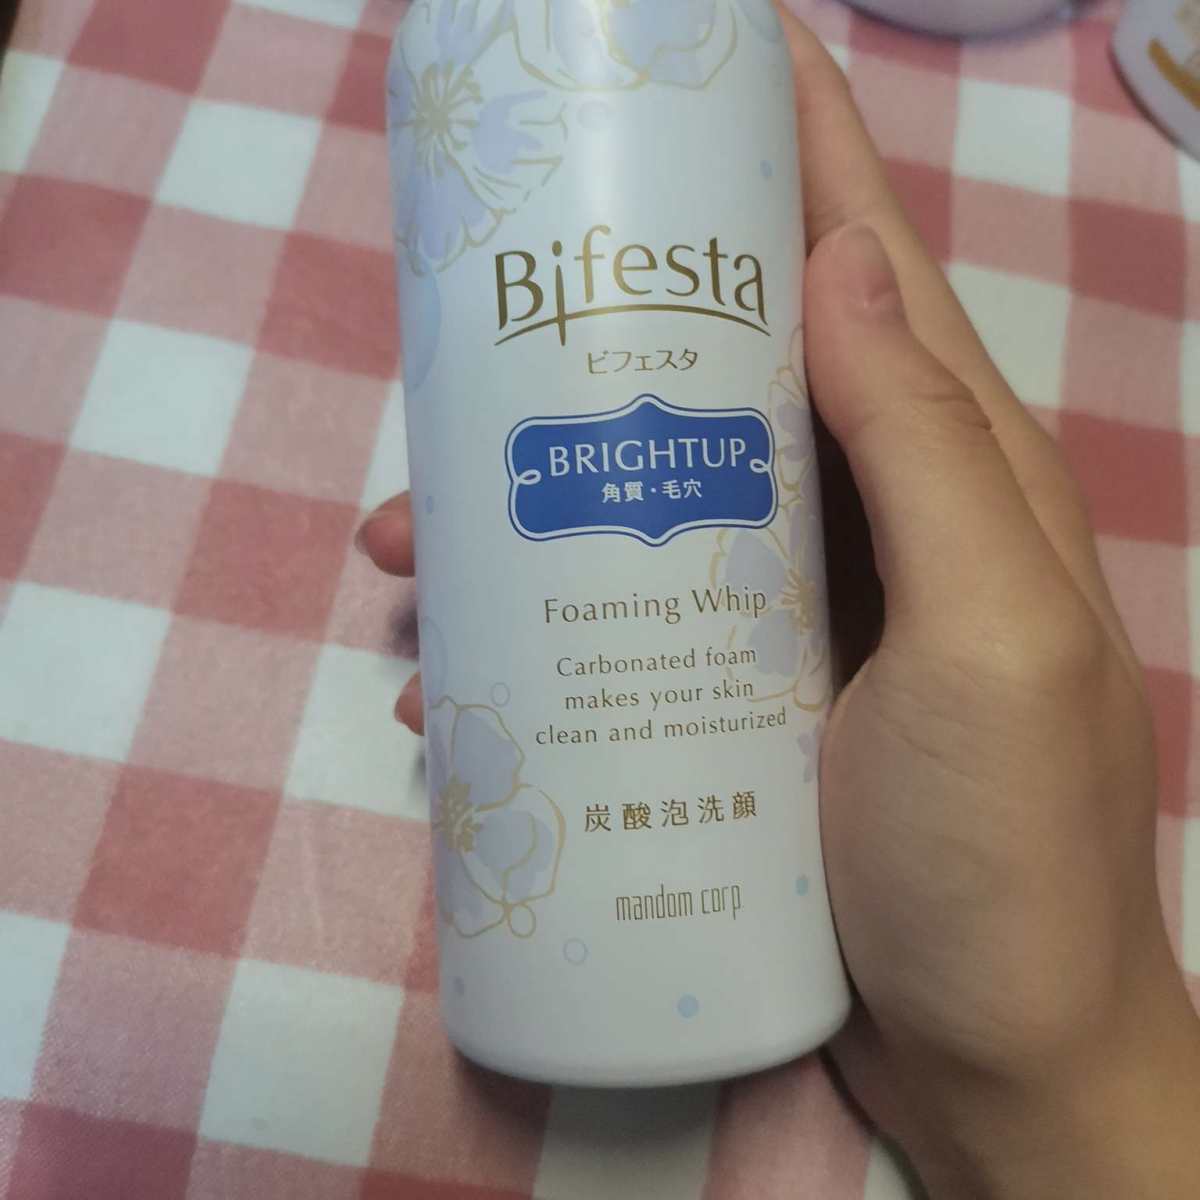 Bifesta
ビフェスタ
BRIGHTUP
角質・毛穴
Foaming Whip
Carbonated foam
makes your skin
clean and moisturized
炭酸泡洗顔
mandom corp.